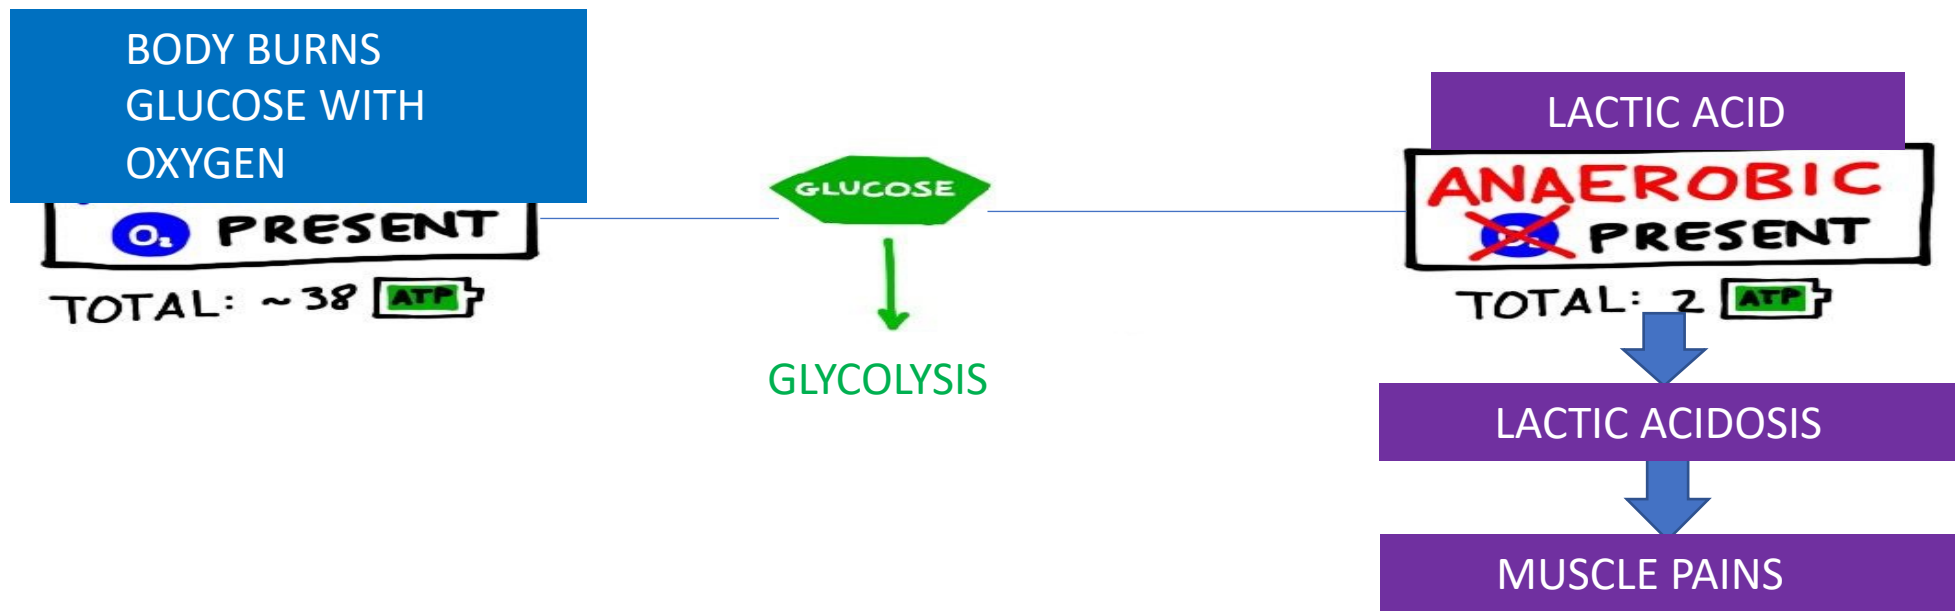 BODY BURNS
GLUCOSE WITH
OXYGEN
O₂ PRESENT
TOTAL: ~38 ATP
GLUCOSE
GLYCOLYSIS
LACTIC ACID
ANAEROBIC
PRESENT
TOTAL: 2 ATP
LACTIC ACIDOSIS
MUSCLE PAINS